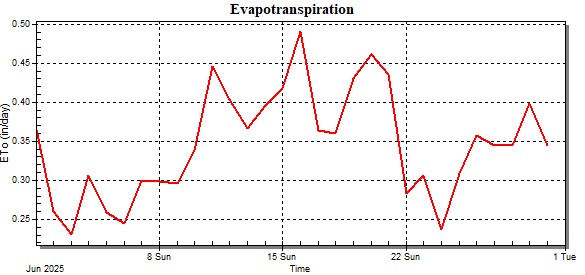 Evapotranspiration
0.50
0.45
0.40
0.35
0.30
0.25
ETo (in/day)
8 Sun
15 Sun
22 Sun
1 Tue
Jun 2025
Time